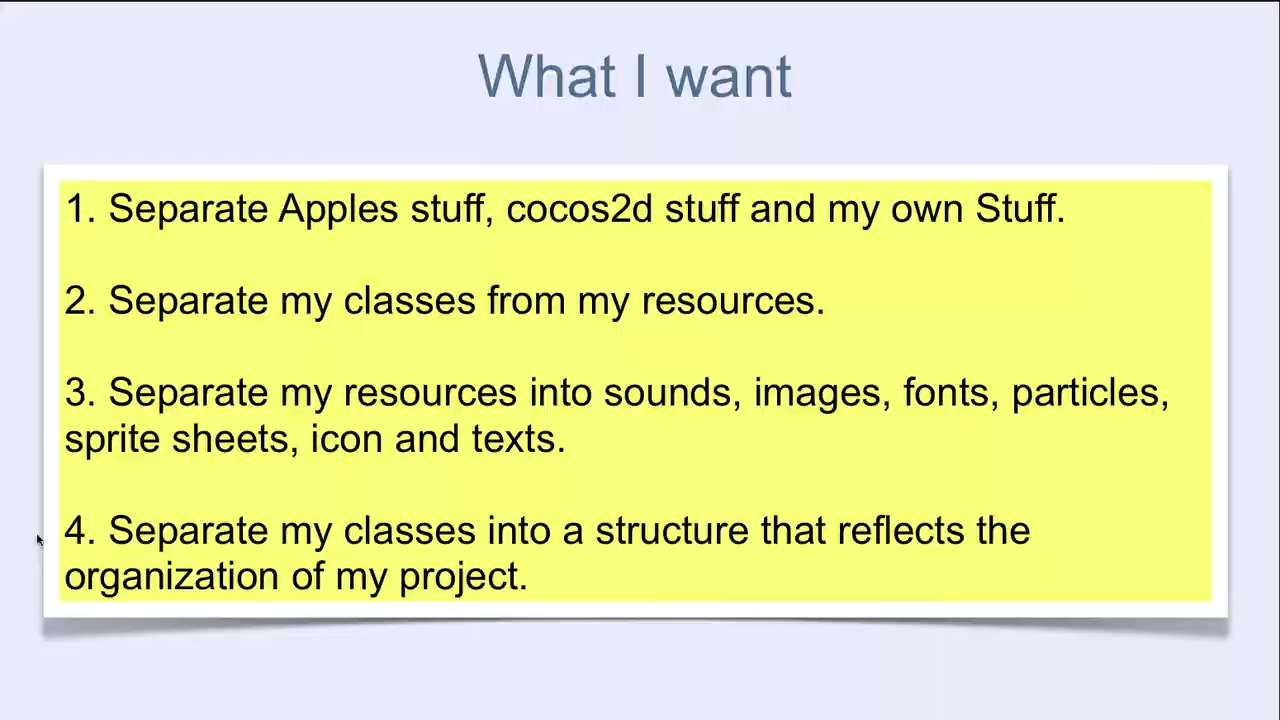 What I want
1. Separate Apples stuff, cocos2d stuff and my own Stuff.
2. Separate my classes from my resources.
3. Separate my resources into sounds, images, fonts, particles,
sprite sheets, icon and texts.
4. Separate my classes into a structure that reflects the
organization of my project.